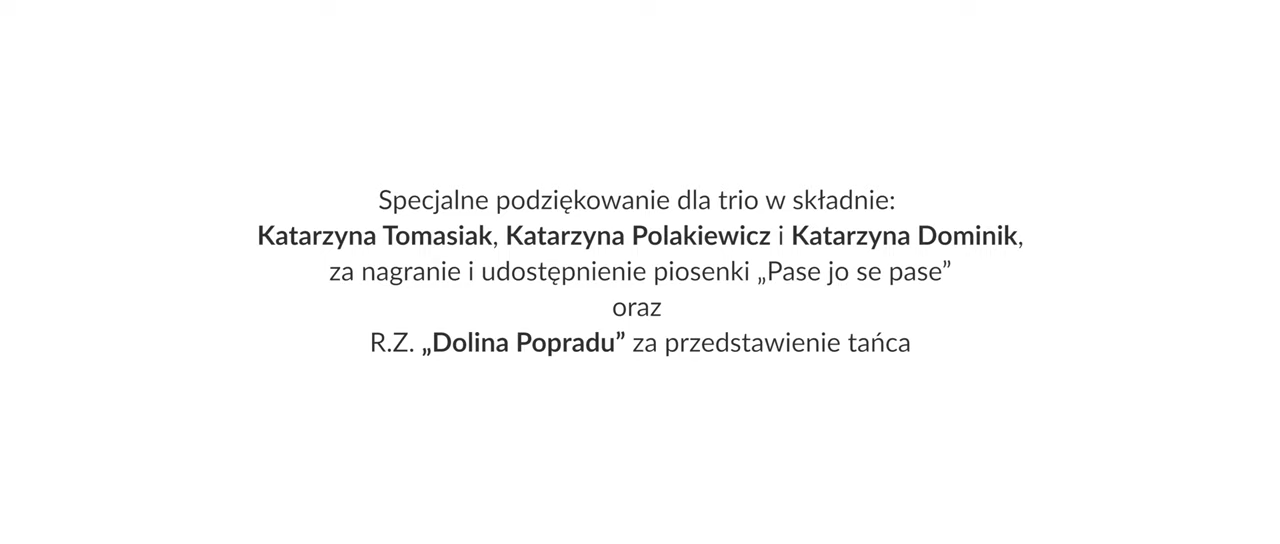 Specjalne podziękowanie dla trio w składnie:
Katarzyna Tomasiak, Katarzyna Polakiewicz i Katarzyna Dominik,
za nagranie i udostępnienie piosenki „Pase jo se pase”
oraz
R.Z. „Dolina Popradu” za przedstawienie tańca